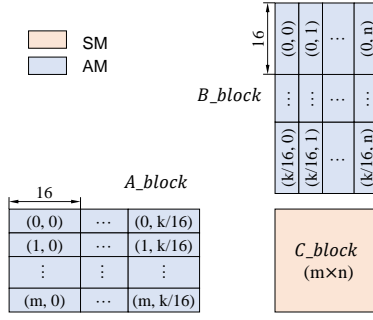 SM
AM
16
(0, 0)
(0, 1)
⋯
(0, n)
B_block
⋮
⋮
⋯
⋮
(k/16, 0)
(k/16, 1)
⋯
(k/16, n)
A_block
16
(0, 0) ⋯ (0, k/16)
(1, 0) ⋯ (1, k/16)
⋮ ⋯ ⋮
(m, 0) ⋯ (m, k/16)
C_block
(m×n)